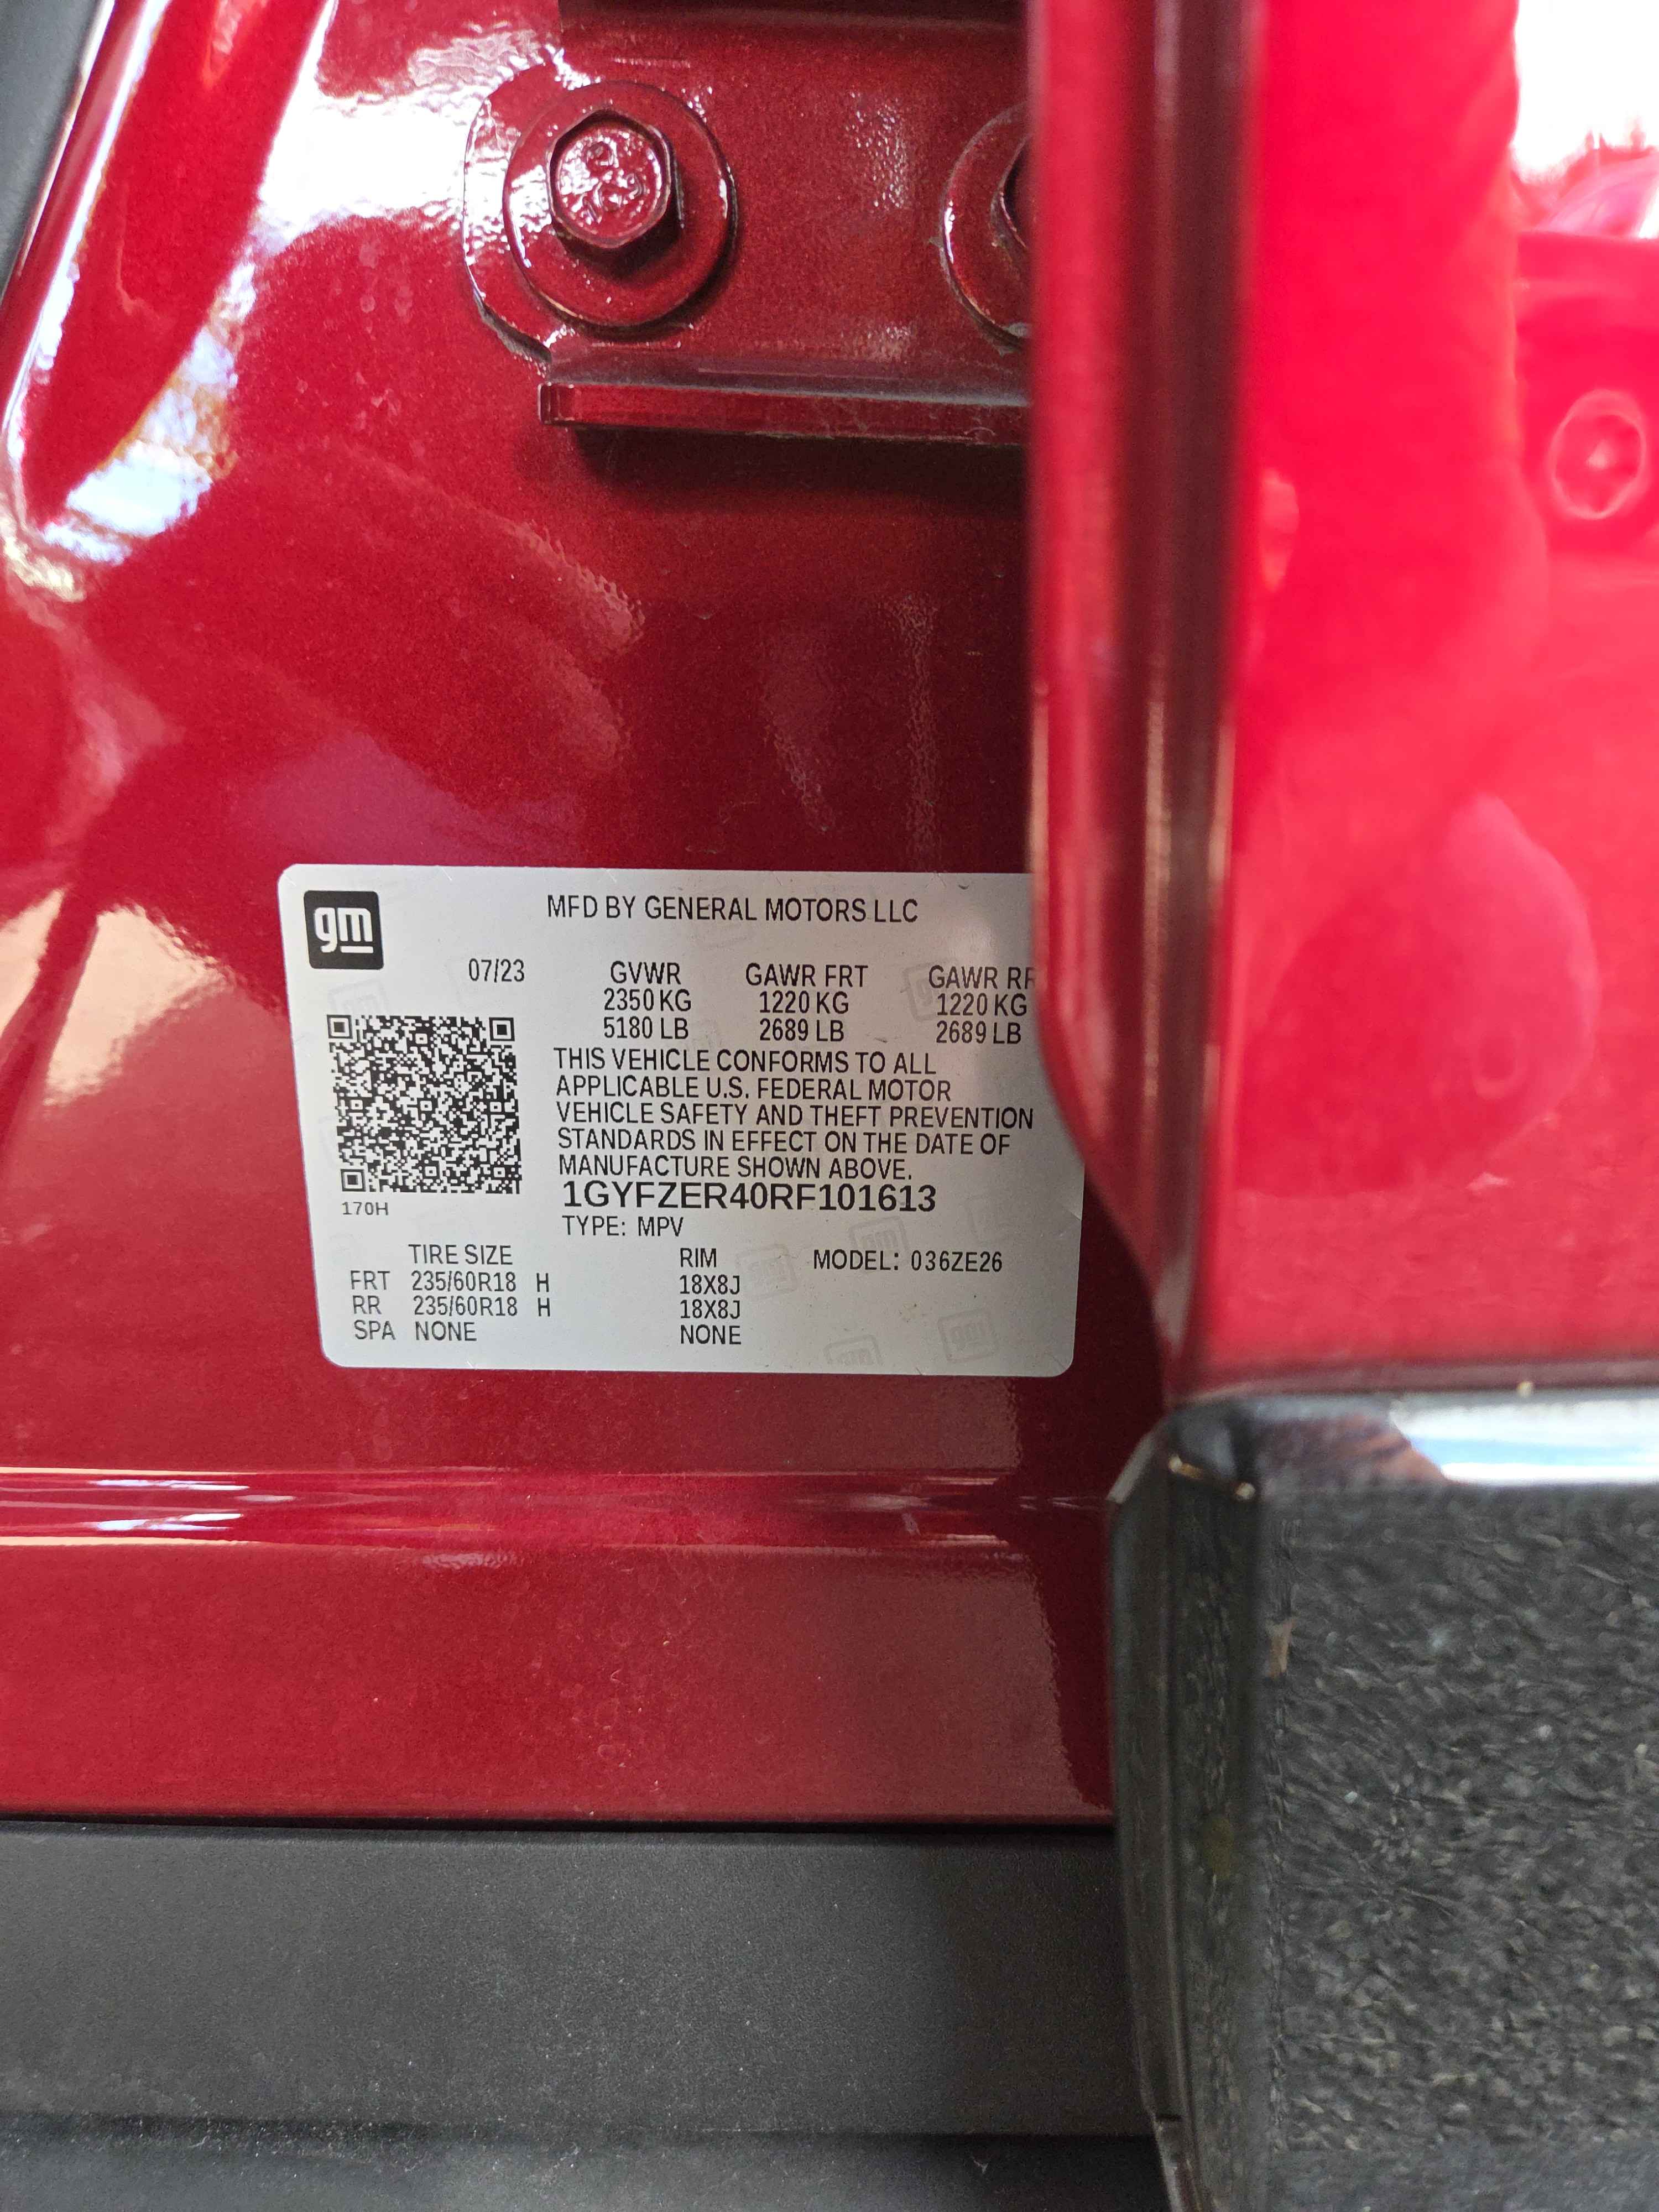 gm
MFD BY GENERAL MOTORS LLC
07/23 GVWR GAWR FRT GAWR RR
2350 KG 1220 KG 1220 KG
5180 LB 2689 LB 2689 LB
THIS VEHICLE CONFORMS TO ALL
APPLICABLE U.S. FEDERAL MOTOR
VEHICLE SAFETY AND THEFT PREVENTION
STANDARDS IN EFFECT ON THE DATE OF
MANUFACTURE SHOWN ABOVE.
1GYFZER40RF101613
170H
TYPE: MPV
TIRE SIZE RIM MODEL: 036ZE26
FRT 235/60R18 H 18X8J
RR 235/60R18 H 18X8J
SPA NONE NONE